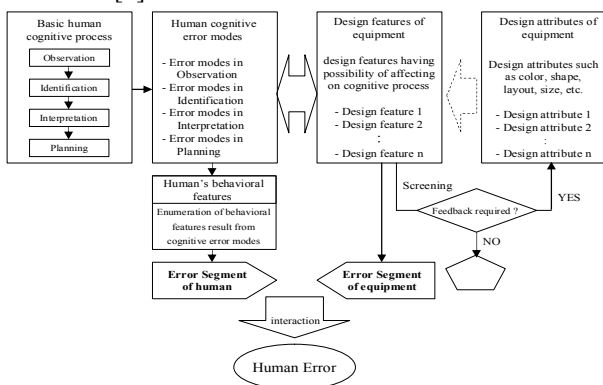 Basic human
cognitive process
Observation
Identification
Interpretation
Planning
Human cognitive
error modes
- Error modes in
Observation
- Error modes in
Identification
- Error modes in
Interpretation
- Error modes in
Planning
Human's behavioral
features
Enumeration of behavioral
features result from
cognitive error modes
Error Segment
of human
Design features of
equipment
design features having
possibility of affecting
on cognitive process
- Design feature 1
- Design feature 2
:
- Design feature n
Error Segment
of equipment
Design attributes of
equipment
Design attributes such
as color, shape,
layout, size, etc.
- Design attribute 1
- Design attribute 2
:
- Design attribute n
Screening
Feedback required ?
YES
NO
interaction
Human Error